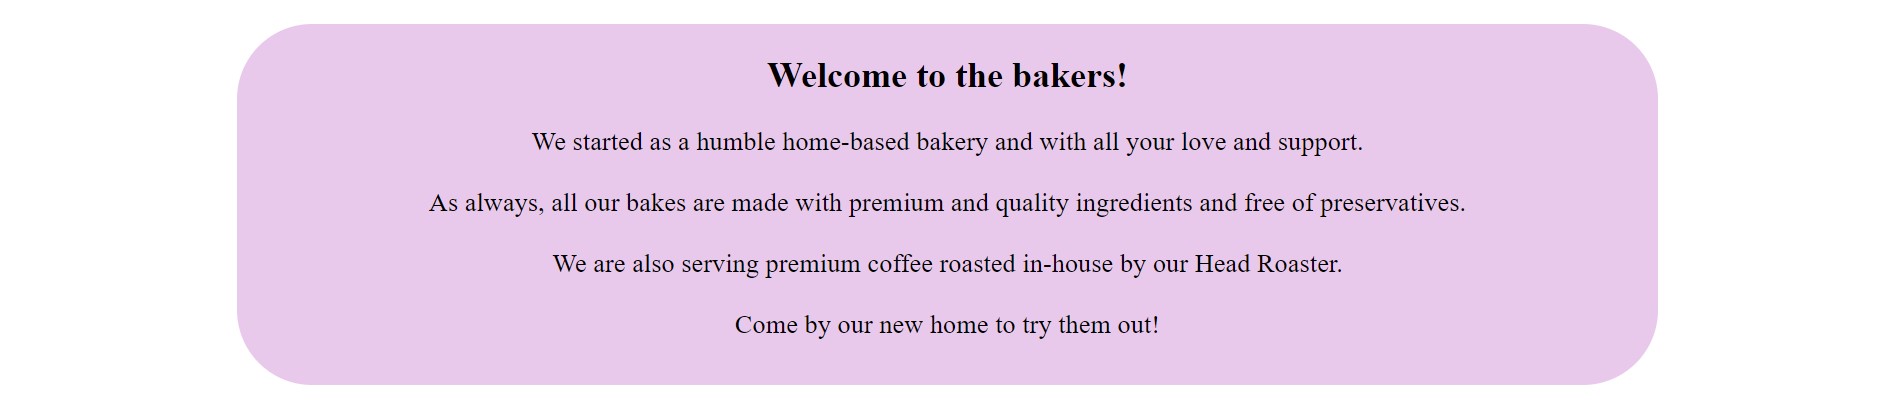 Welcome to the bakers!
We started as a humble home-based bakery and with all your love and support.
As always, all our bakes are made with premium and quality ingredients and free of preservatives.
We are also serving premium coffee roasted in-house by our Head Roaster.
Come by our new home to try them out!